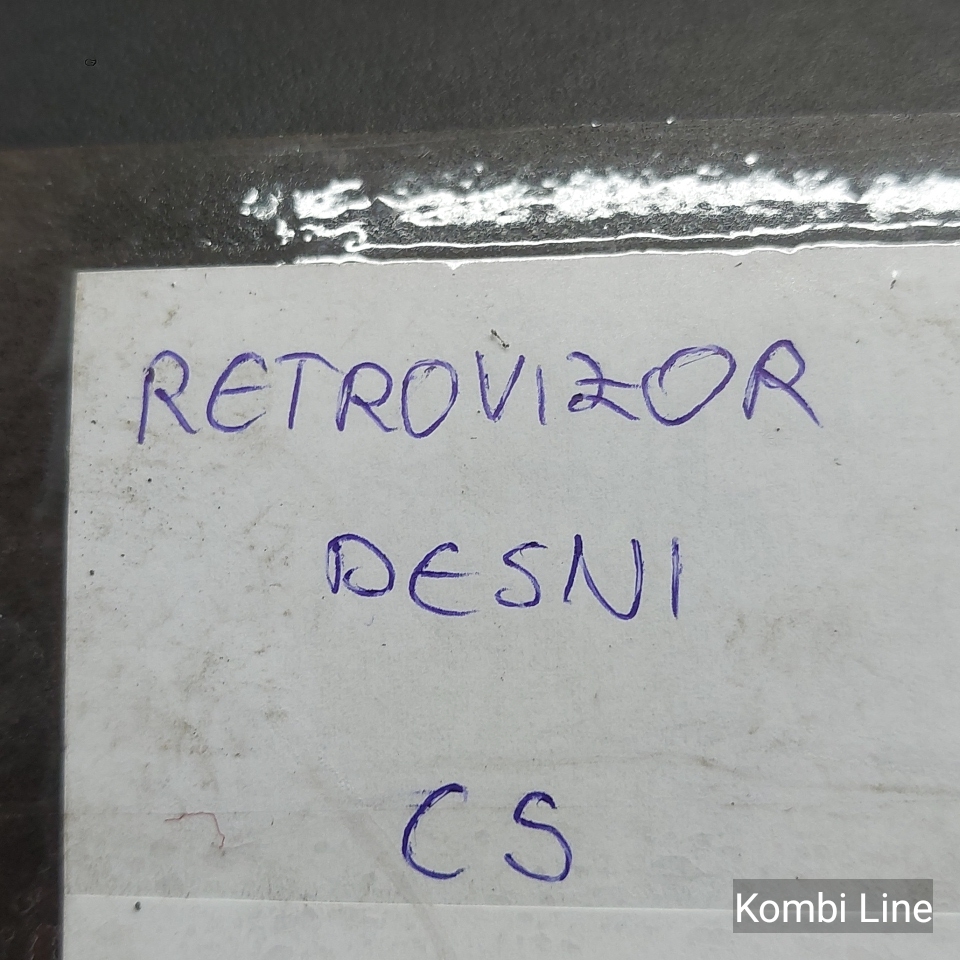 RETROVIZOR
DESNI
CS
Kombi Line